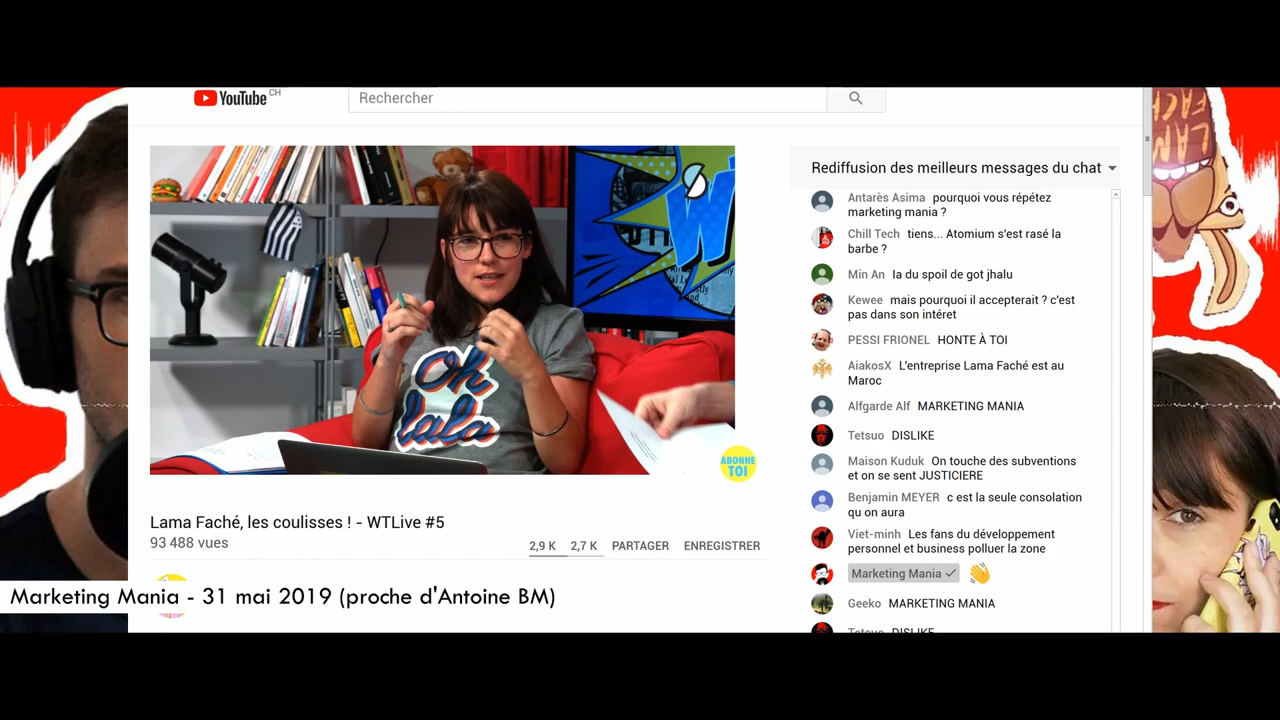 YouTube CH
Rechercher
W
Oh
lala
ABONNE
TOI
Lama Faché, les coulisses ! - WTLive #5
93 488 vues
2,9 K 2,7 K PARTAGER ENREGISTRER
Rediffusion des meilleurs messages du chat
Antarès Asima pourquoi vous répétez
marketing mania ?
Chill Tech tiens... Atomium s'est rasé la
barbe ?
Min An la du spoil de got jhalu
Kewee mais pourquoi il accepterait ? c'est
pas dans son intéret
PESSI FRIONEL HONTE À TOI
AiakosX L'entreprise Lama Faché est au
Maroc
Alfgarde Alf MARKETING MANIA
Tetsuo DISLIKE
Maison Kuduk On touche des subventions
et on se sent JUSTICIERE
Benjamin MEYER c est la seule consolation
qu on aura
Viet-minh Les fans du développement
personnel et business polluer la zone
Marketing Mania
Geeko MARKETING MANIA
Tetsuo DISLIKE
Marketing Mania - 31 mai 2019 (proche d'Antoine BM)